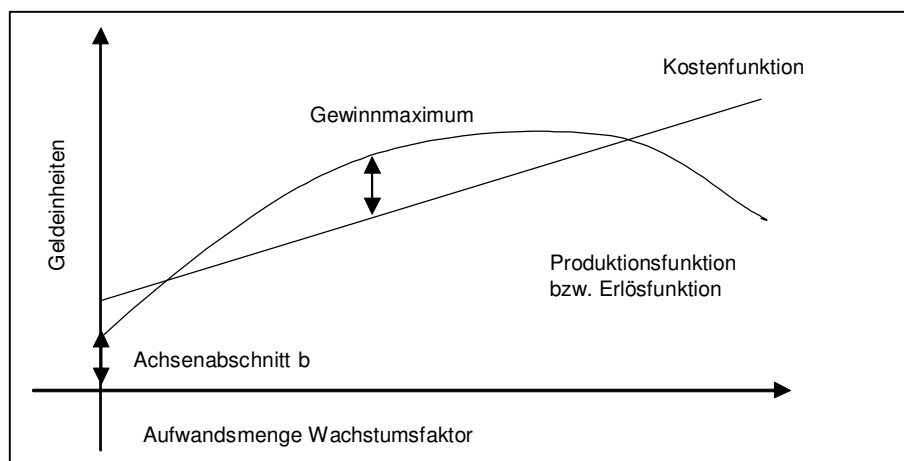 Kostenfunktion
Gewinnmaximum
Geldeinheiten
Produktionsfunktion
bzw. Erlösfunktion
Achsenabschnitt b
Aufwandsmenge Wachstumsfaktor